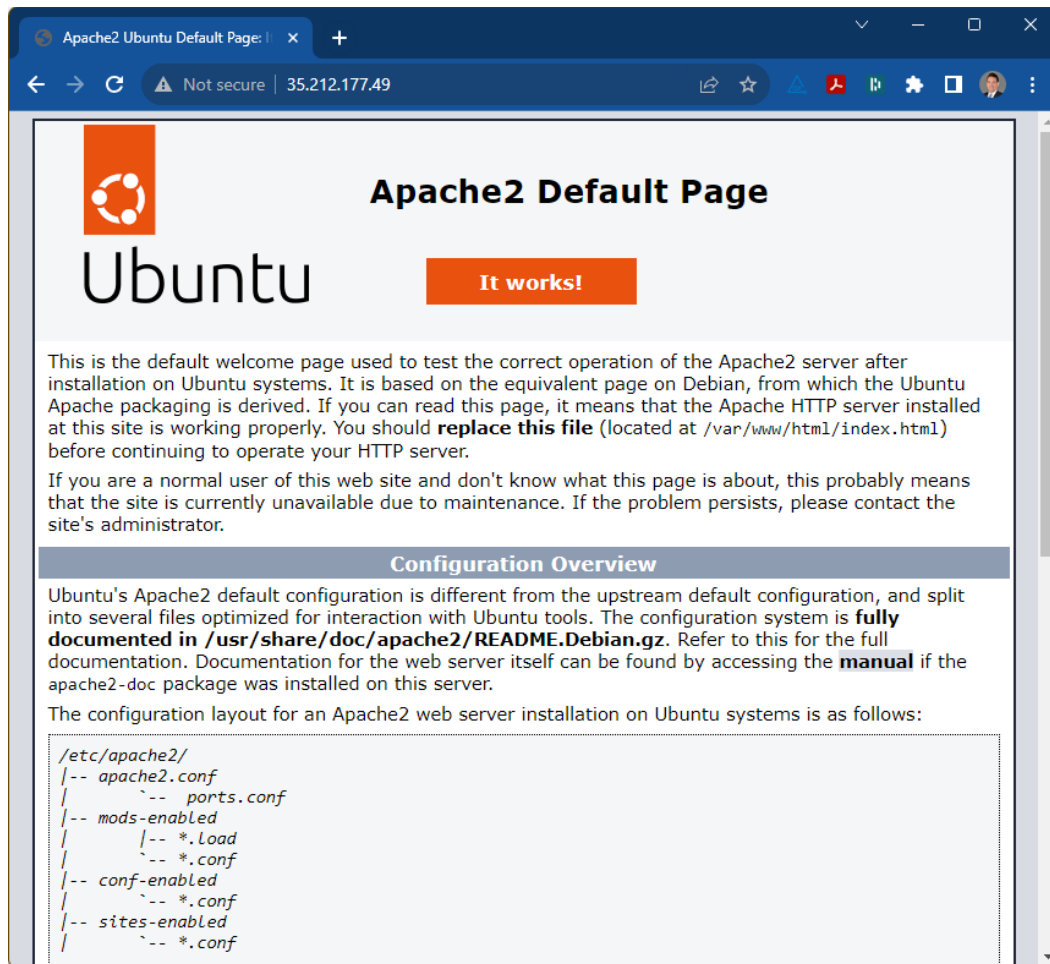 Apache2 Ubuntu Default Page: I
Not secure
35.212.177.49
Apache2 Default Page
Ubuntu
It works!
This is the default welcome page used to test the correct operation of the Apache2 server after
installation on Ubuntu systems. It is based on the equivalent page on Debian, from which the Ubuntu
Apache packaging is derived. If you can read this page, it means that the Apache HTTP server installed
at this site is working properly. You should replace this file (located at /var/www/html/index.html)
before continuing to operate your HTTP server.
If you are a normal user of this web site and don't know what this page is about, this probably means
that the site is currently unavailable due to maintenance. If the problem persists, please contact the
site's administrator.
Configuration Overview
Ubuntu's Apache2 default configuration is different from the upstream default configuration, and split
into several files optimized for interaction with Ubuntu tools. The configuration system is fully
documented in /usr/share/doc/apache2/README.Debian.gz. Refer to this for the full
documentation. Documentation for the web server itself can be found by accessing the manual if the
apache2-doc package was installed on this server.
The configuration layout for an Apache2 web server installation on Ubuntu systems is as follows:
/etc/apache2/
|-- apache2.conf
|       `--  ports.conf
|-- mods-enabled
|       |-- *.load
|       `-- *.conf
|-- conf-enabled
|       `-- *.conf
|-- sites-enabled
|       `-- *.conf